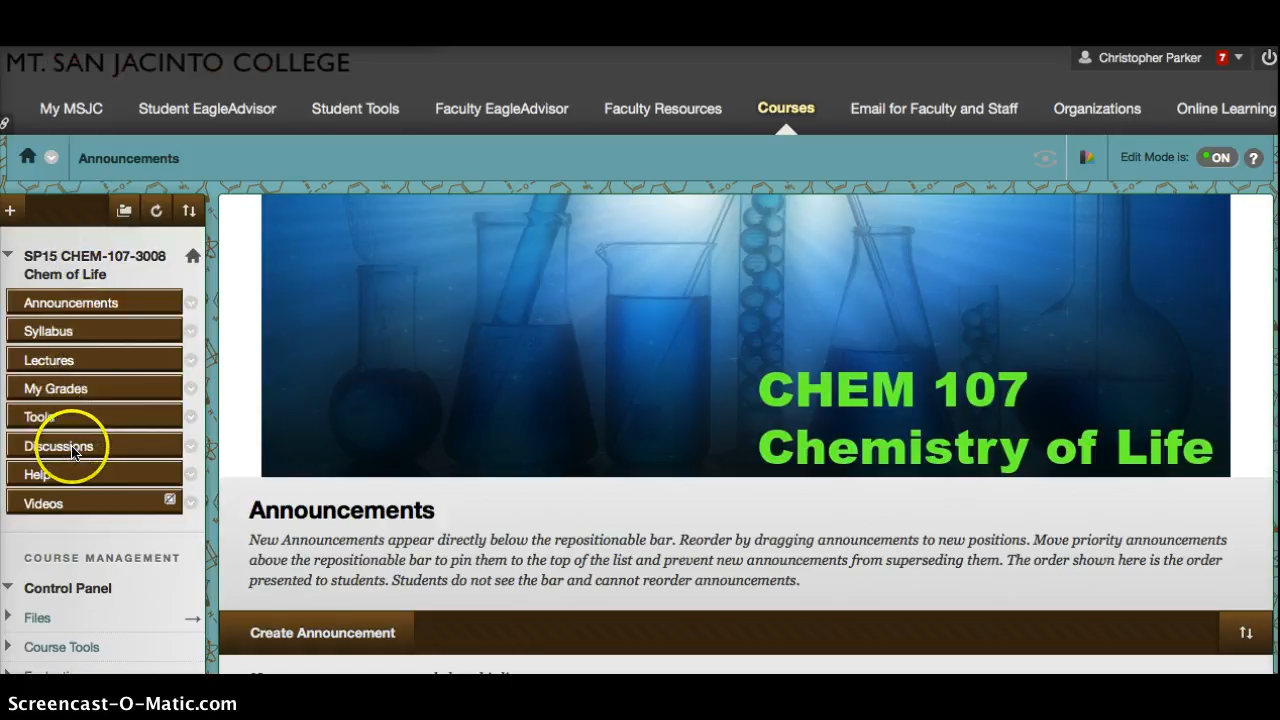 MT. SAN JACINTO COLLEGE
Christopher Parker 7
My MSJC Student EagleAdvisor Student Tools Faculty EagleAdvisor Faculty Resources Courses Email for Faculty and Staff Organizations Online Learning
Announcements
Edit Mode is: ON ?
SP15 CHEM-107-3008
Chem of Life
Announcements
Syllabus
Lectures
My Grades
Tools
Discussions
Help
Videos
COURSE MANAGEMENT
Control Panel
Files
Course Tools
CHEM 107
Chemistry of Life
Announcements
New Announcements appear directly below the repositionable bar. Reorder by dragging announcements to new positions. Move priority announcements
above the repositionable bar to pin them to the top of the list and prevent new announcements from superseding them. The order shown here is the order
presented to students. Students do not see the bar and cannot reorder announcements.
Create Announcement
Screencast-O-Matic.com